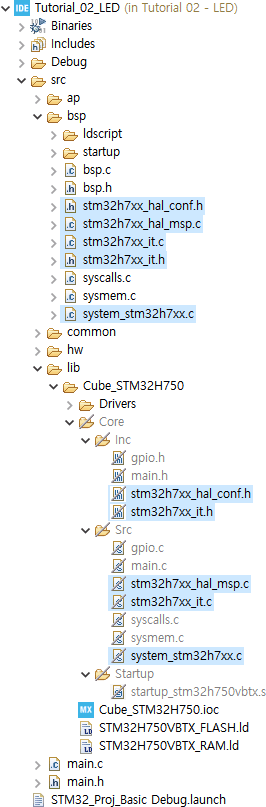 IDE Tutorial_02_LED (in Tutorial 02 - LED)
Binaries
Includes
Debug
src
ap
bsp
ldscript
startup
bsp.c
bsp.h
stm32h7xx_hal_conf.h
stm32h7xx_hal_msp.c
stm32h7xx_it.c
stm32h7xx_it.h
syscalls.c
sysmem.c
system_stm32h7xx.c
common
hw
lib
Cube_STM32H750
Drivers
Core
Inc
gpio.h
main.h
stm32h7xx_hal_conf.h
stm32h7xx_it.h
Src
gpio.c
main.c
stm32h7xx_hal_msp.c
stm32h7xx_it.c
syscalls.c
sysmem.c
system_stm32h7xx.c
Startup
startup_stm32h750vbtx.s
MX Cube_STM32H750.ioc
STM32H750VBTX_FLASH.ld
STM32H750VBTX_RAM.ld
main.c
main.h
STM32_Proj_Basic Debug.launch